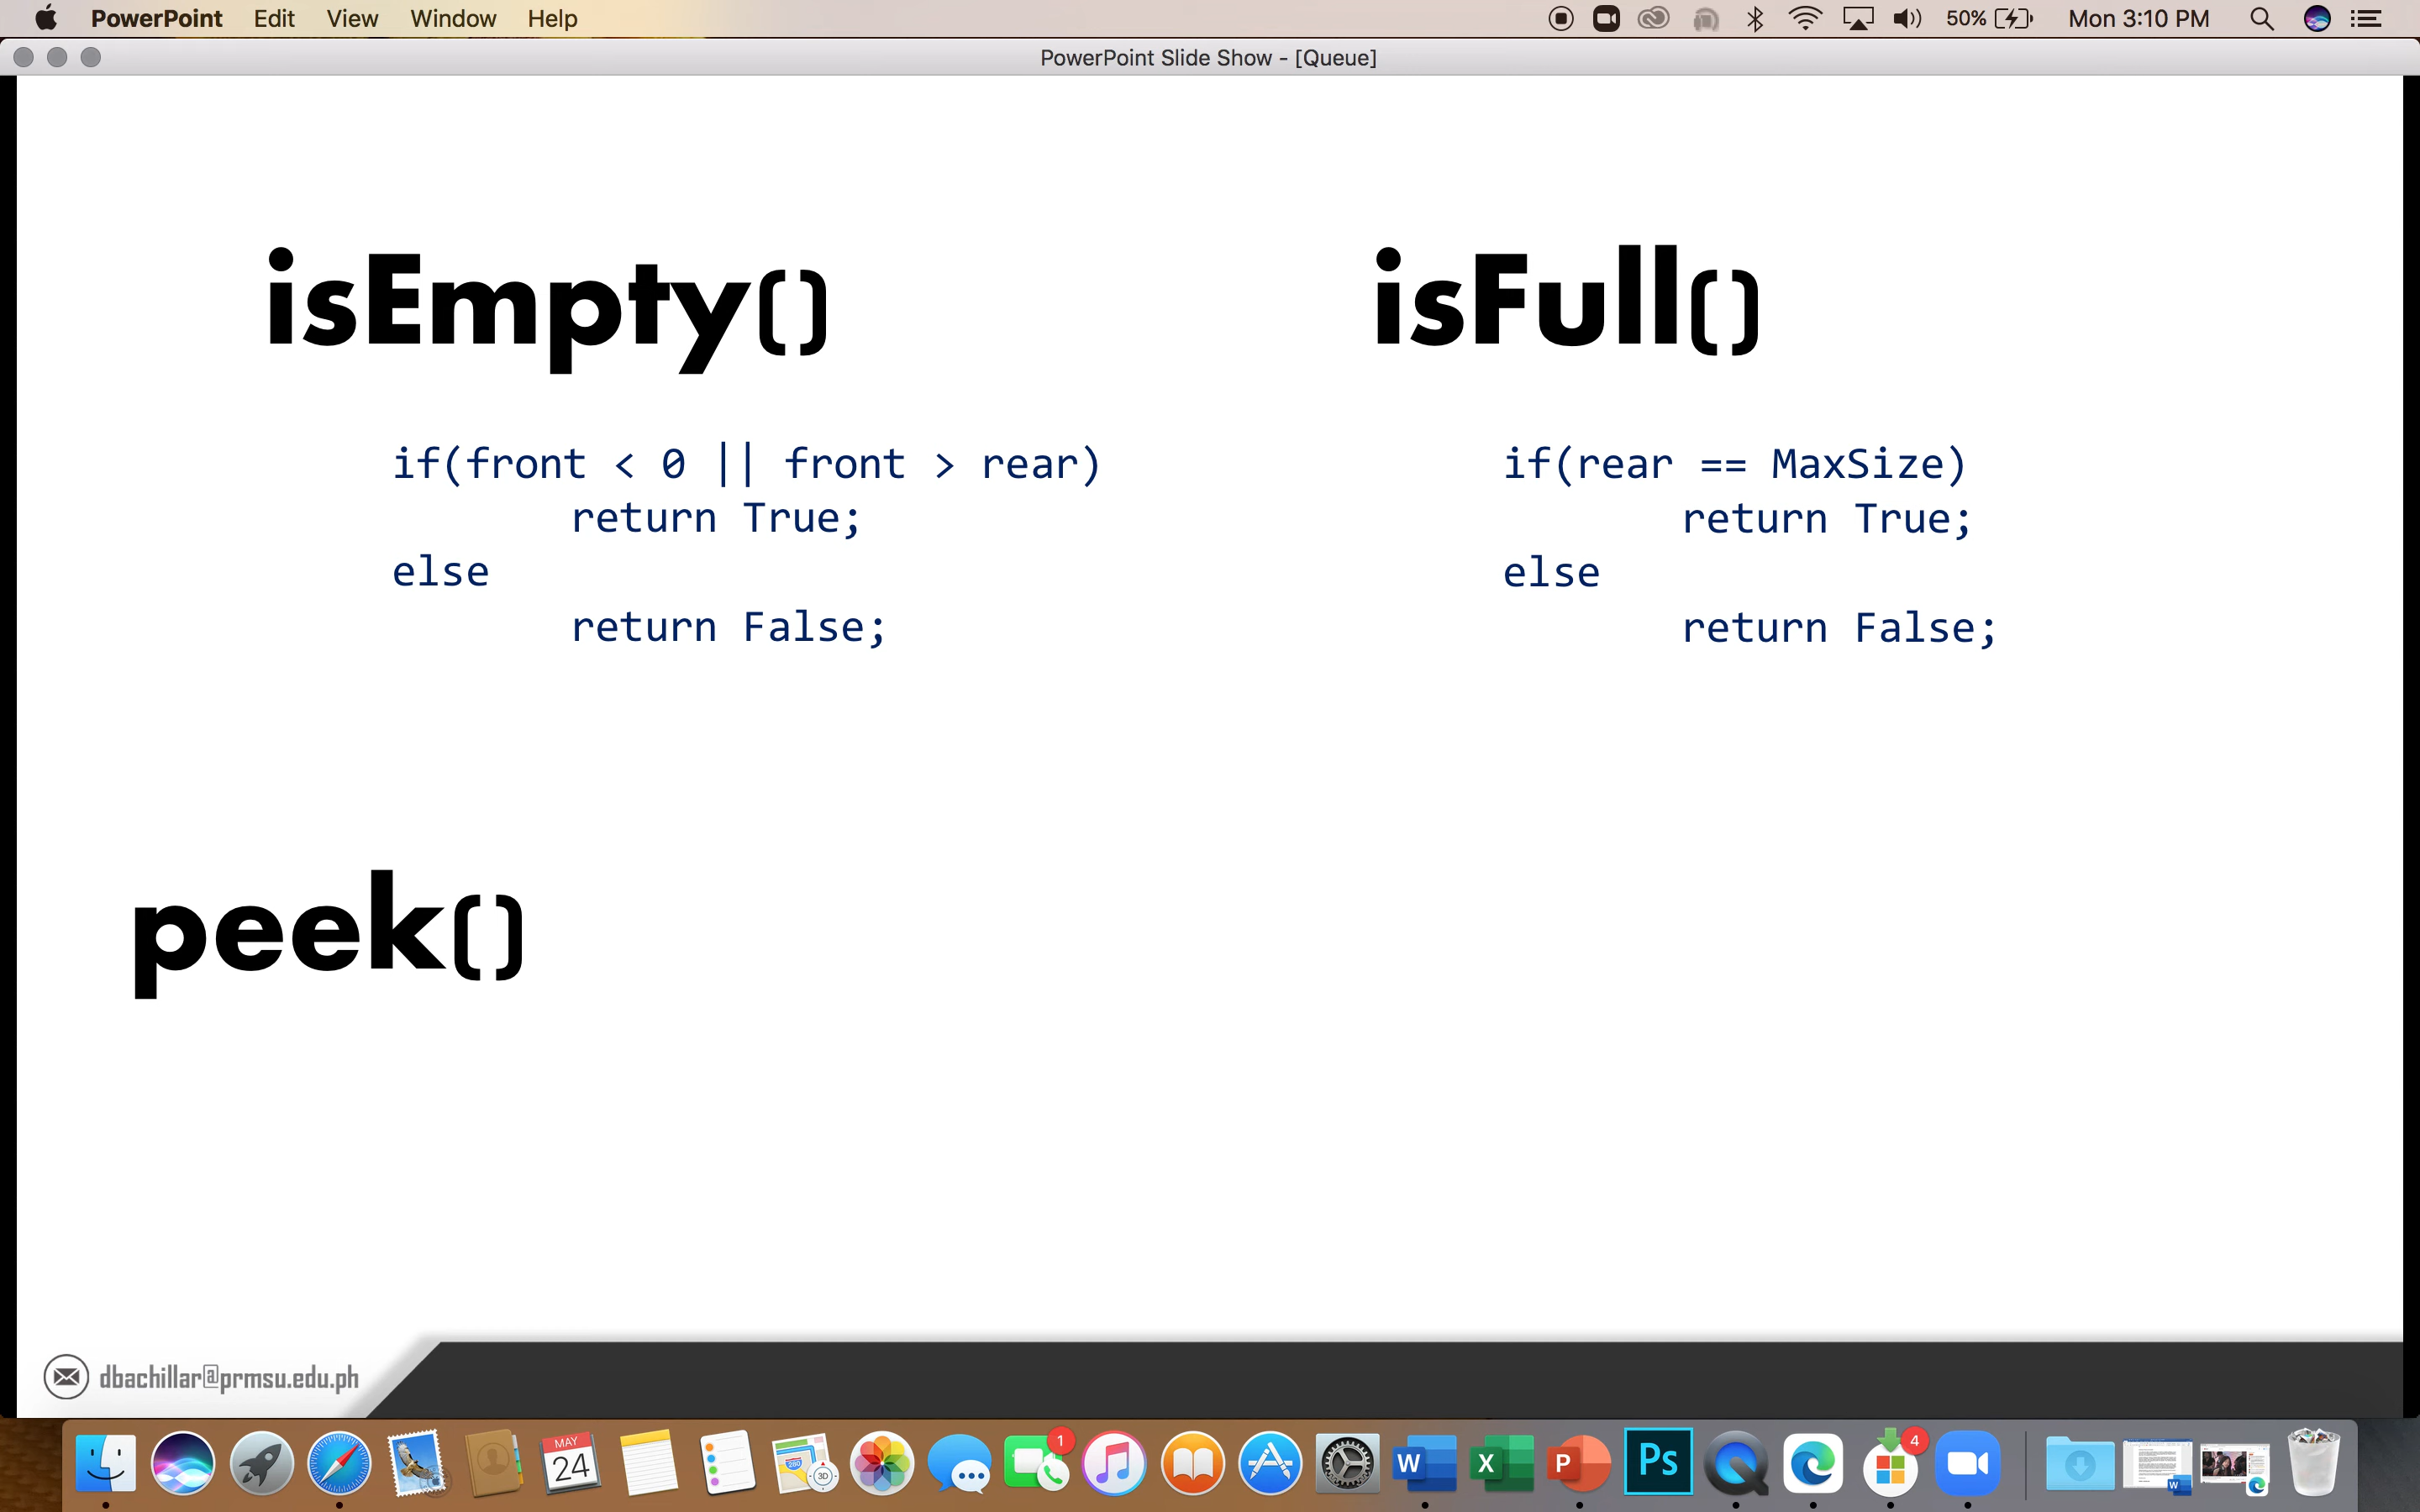 PowerPoint Edit View Window Help 50% Mon 3:10 PM
PowerPoint Slide Show - [Queue]
isEmpty()
if(front < 0 || front > rear)
return True;
else
return False;
isFull()
if(rear == MaxSize)
return True;
else
return False;
peek()
dbachillar@prmsu.edu.ph
MAY
24
280
3D
1
W
X
P
Ps
4
W